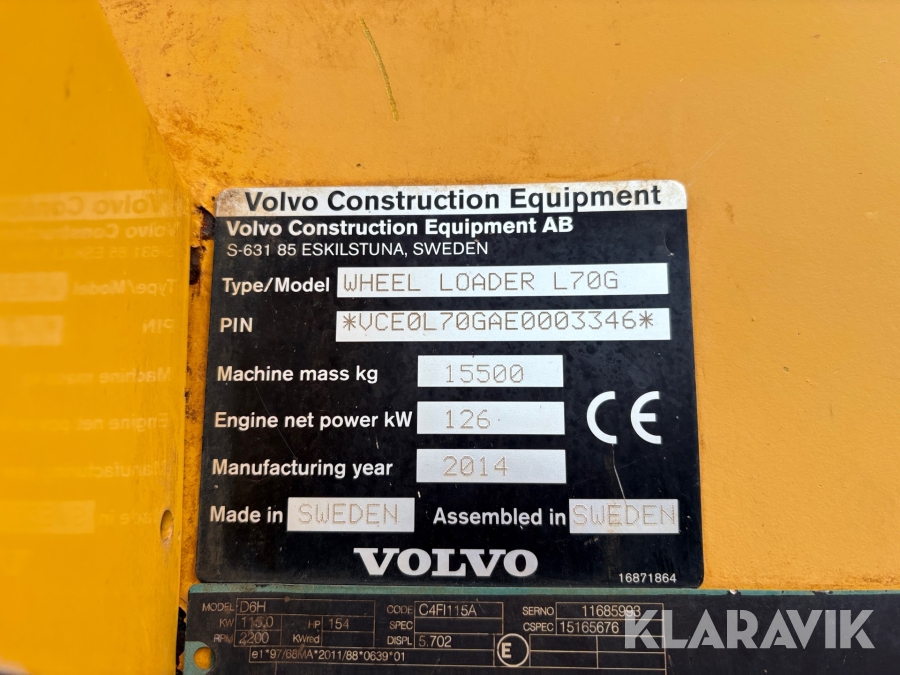 Volvo Construction Equipment
Volvo Construction Equipment AB
S-631 85 ESKILSTUNA, SWEDEN
Type/Model WHEEL LOADER L70G
PIN *VCE0L70GAE0003346*
Machine mass kg 15500
Engine net power kW 126
Manufacturing year 2014
Made in SWEDEN Assembled in SWEDEN
CE
VOLVO
16871864
MODEL D6H CODE C4FI115A SERNO 11685993
KW 115,0 HP 154 SPEC CSPEC 15165676
RPM 2200 KWred DISPL 5.702 E
e1*97/68MA*2011/88*0639*01
KLARAVIK